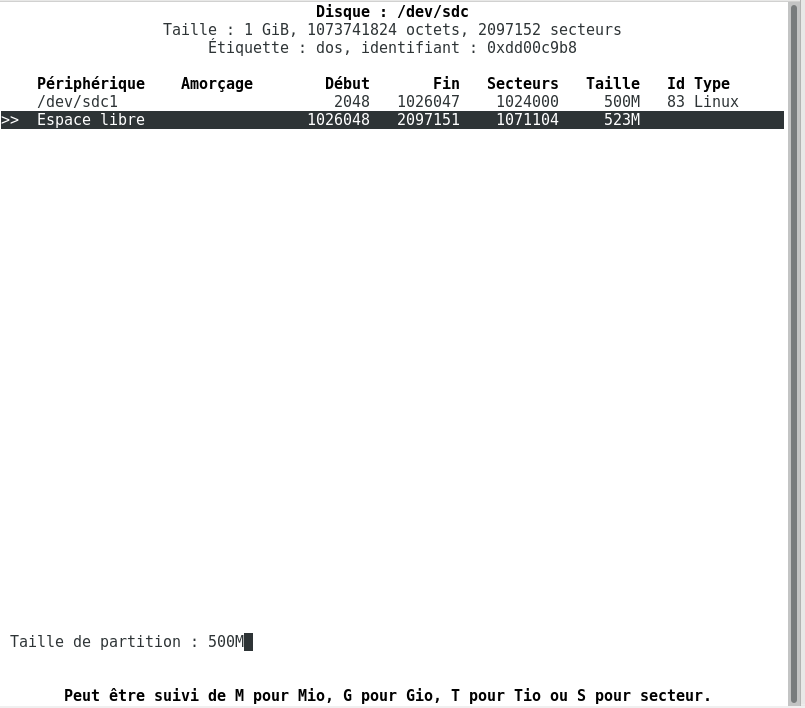 Disque : /dev/sdc
Taille : 1 GiB, 1073741824 octets, 2097152 secteurs
Étiquette : dos, identifiant : 0xdd00c9b8
Périphérique Amorçage Début Fin Secteurs Taille Id Type
/dev/sdc1 2048 1026047 1024000 500M 83 Linux
>> Espace libre 1026048 2097151 1071104 523M
Taille de partition : 500M
Peut être suivi de M pour Mio, G pour Gio, T pour Tio ou S pour secteur.